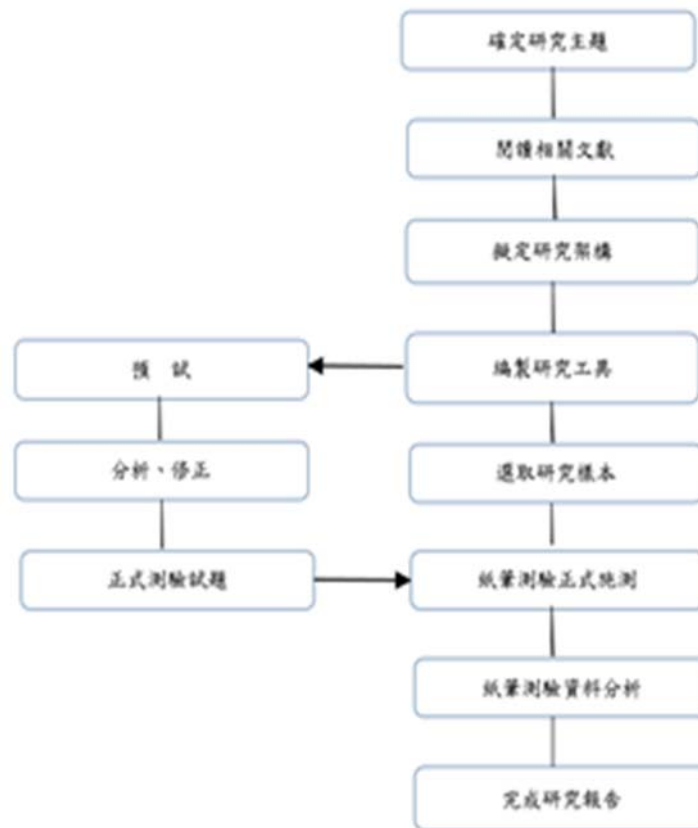 確定研究主題
閱讀相關文獻
擬定研究架構
編製研究工具
預 試
分析、修正
正式測驗試題
選取研究樣本
紙筆測驗正式施測
紙筆測驗資料分析
完成研究報告